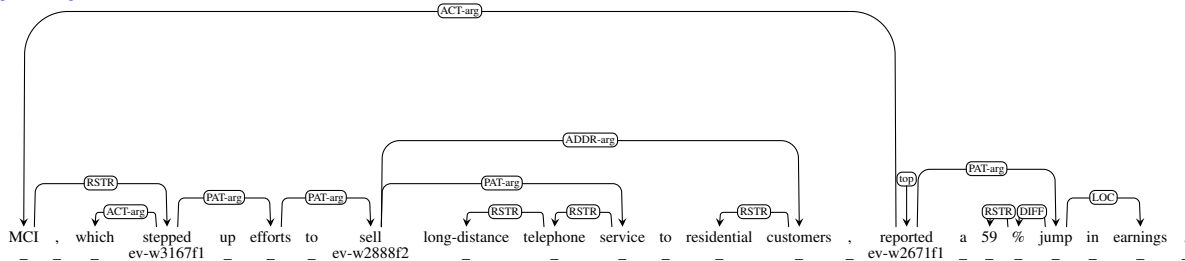 ACT-arg
ADDR-arg
top PAT-arg
RSTR PAT-arg PAT-arg PAT-arg LOC
ACT-arg RSTR RSTR RSTR RSTR DIFF
MCI , which stepped up efforts to sell long-distance telephone service to residential customers , reported a 59 % jump in earnings .
_ _ _ ev-w3167f1 _ _ _ ev-w2888f2 _ _ _ _ _ _ _ ev-w2671f1 _ _ _ _ _ _